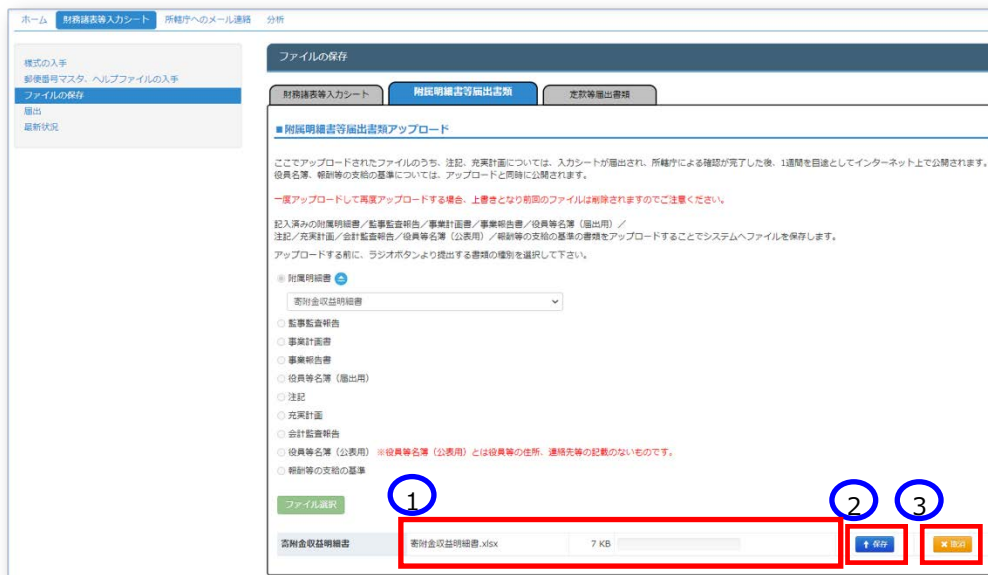 ホーム 財務諸表等入力シート 所轄庁へのメール連絡 分析
様式の入手
郵便番号マスタ、ヘルプファイルの入手
ファイルの保存
届出
最新状況
ファイルの保存
財務諸表等入力シート 附属明細書等届出書類 定款等届出書類
■附属明細書等届出書類アップロード
ここでアップロードされたファイルのうち、注記、充実計画については、入力シートが届出され、所轄庁による確認が完了した後、1週間を目途としてインターネット上で公開されます。
役員名簿、報酬等の支給の基準については、アップロードと同時に公開されます。
一度アップロードして再度アップロードする場合、上書きとなり前回のファイルは削除されますのでご注意ください。
記入済みの附属明細書／監事監査報告／事業計画書／事業報告書／役員等名簿（届出用）／
注記／充実計画／会計監査報告／役員等名簿（公表用）／報酬等の支給の基準の書類をアップロードすることでシステムへファイルを保存します。
アップロードする前に、ラジオボタンより提出する書類の種別を選択して下さい。
附属明細書
寄附金収益明細書
監事監査報告
事業計画書
事業報告書
役員等名簿（届出用）
注記
充実計画
会計監査報告
役員等名簿（公表用） ※役員等名簿（公表用）とは役員等の住所、連絡先等の記載のないものです。
報酬等の支給の基準
ファイル選択
1 2 3
寄附金収益明細書 寄附金収益明細書.xlsx 7 KB 保存 取消